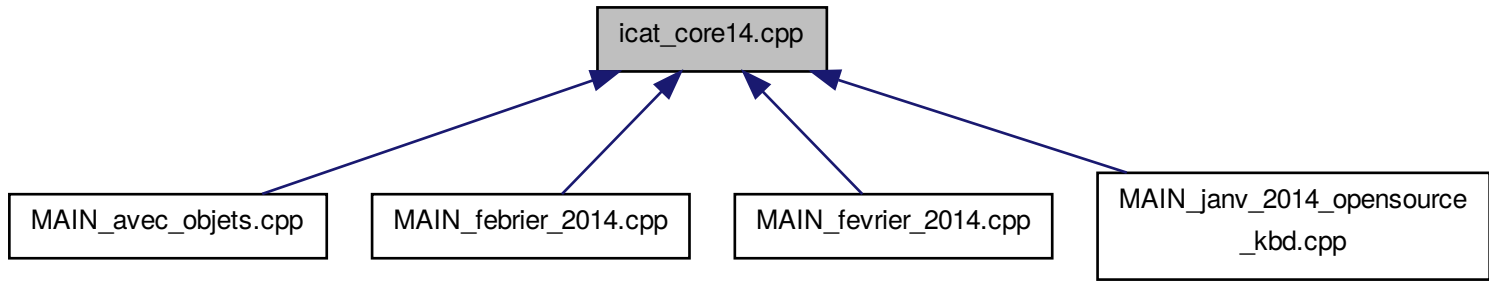 icat_core14.cpp
MAIN_avec_objets.cpp
MAIN_febrier_2014.cpp
MAIN_fevrier_2014.cpp
MAIN_janv_2014_opensource
_kbd.cpp